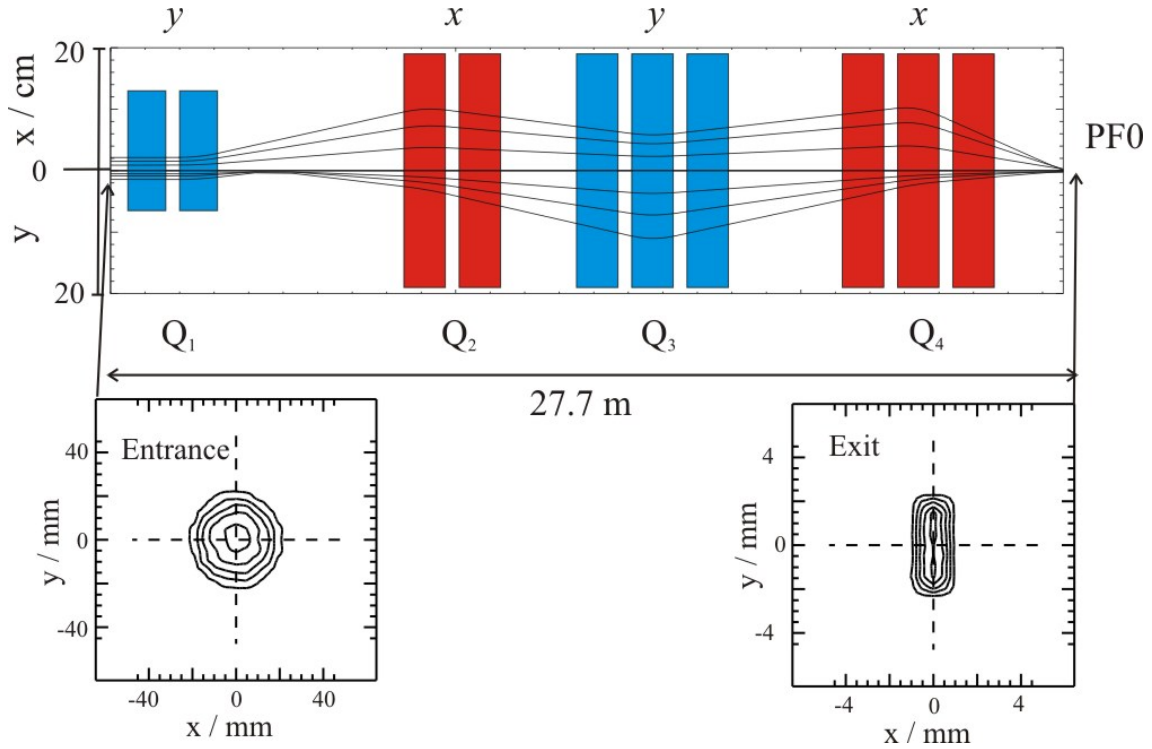 y x y x
20
x / cm
0
y
20
PF0
Q₁ Q₂ Q₃ Q₄
27.7 m
Entrance
40
0
-40
y / mm
-40 0 40
x / mm
Exit
4
0
-4
y / mm
-4 0 4
x / mm